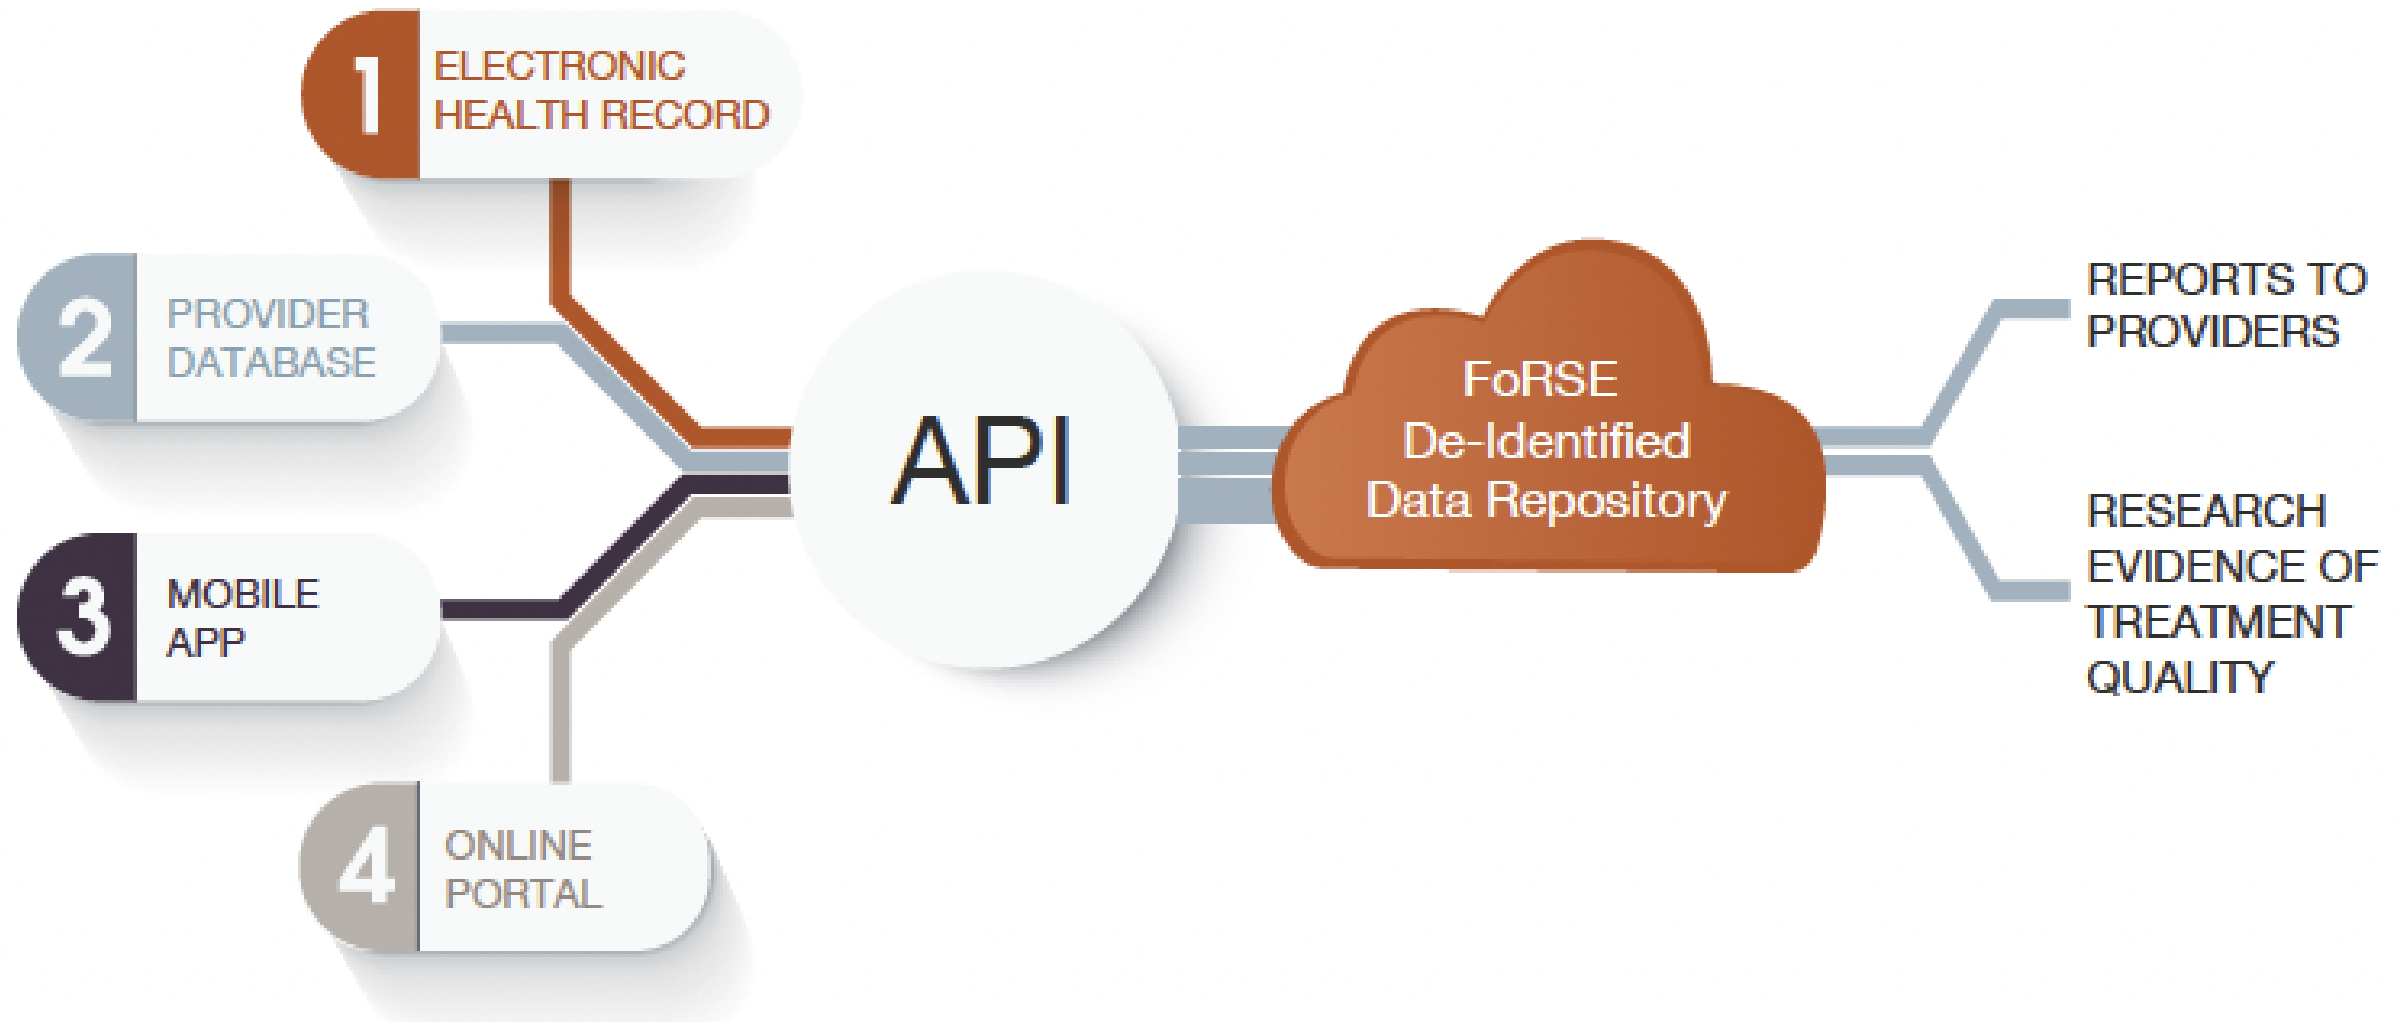 1
ELECTRONIC
HEALTH RECORD
2
PROVIDER
DATABASE
3
MOBILE
APP
4
ONLINE
PORTAL
API
FoRSE
De-Identified
Data Repository
REPORTS TO
PROVIDERS
RESEARCH
EVIDENCE OF
TREATMENT
QUALITY